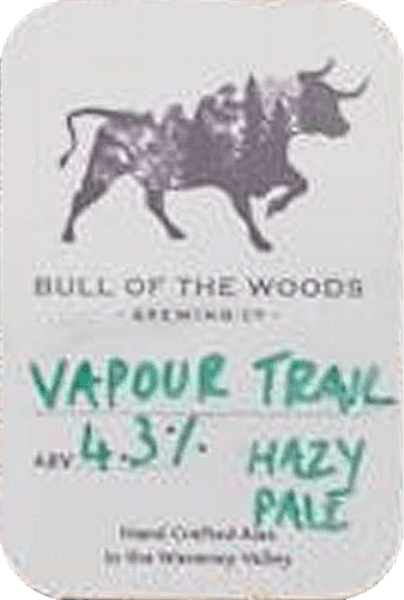 BULL OF THE WOODS
- BREWING CO -
VAPOUR TRAIL
ABV 4.3%
HAZY
PALE
Hand Crafted Ales
in the Waveney Valley